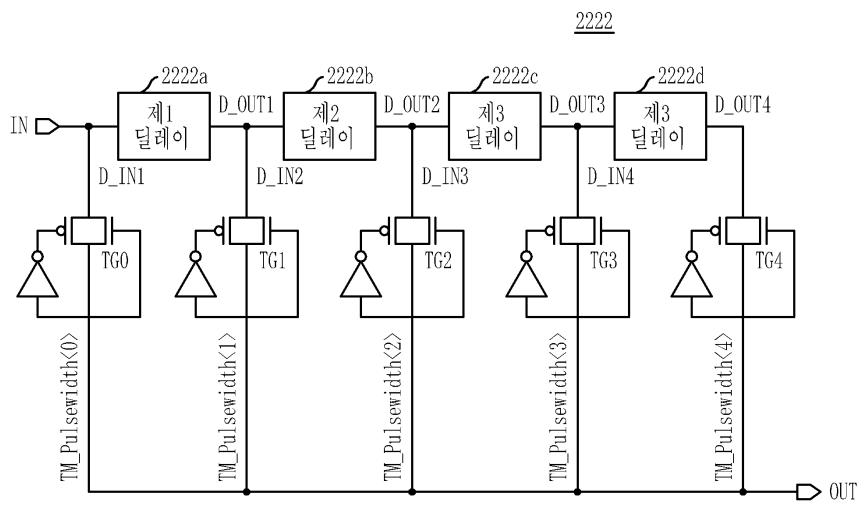 2222
2222a
2222b
2222c
2222d
IN
제1
딜레이
D_OUT1
제2
딜레이
D_OUT2
제3
딜레이
D_OUT3
제3
딜레이
D_OUT4
D_IN1
D_IN2
D_IN3
D_IN4
TG0
TG1
TG2
TG3
TG4
TM_Pulsewidth<0>
TM_Pulsewidth<1>
TM_Pulsewidth<2>
TM_Pulsewidth<3>
TM_Pulsewidth<4>
OUT